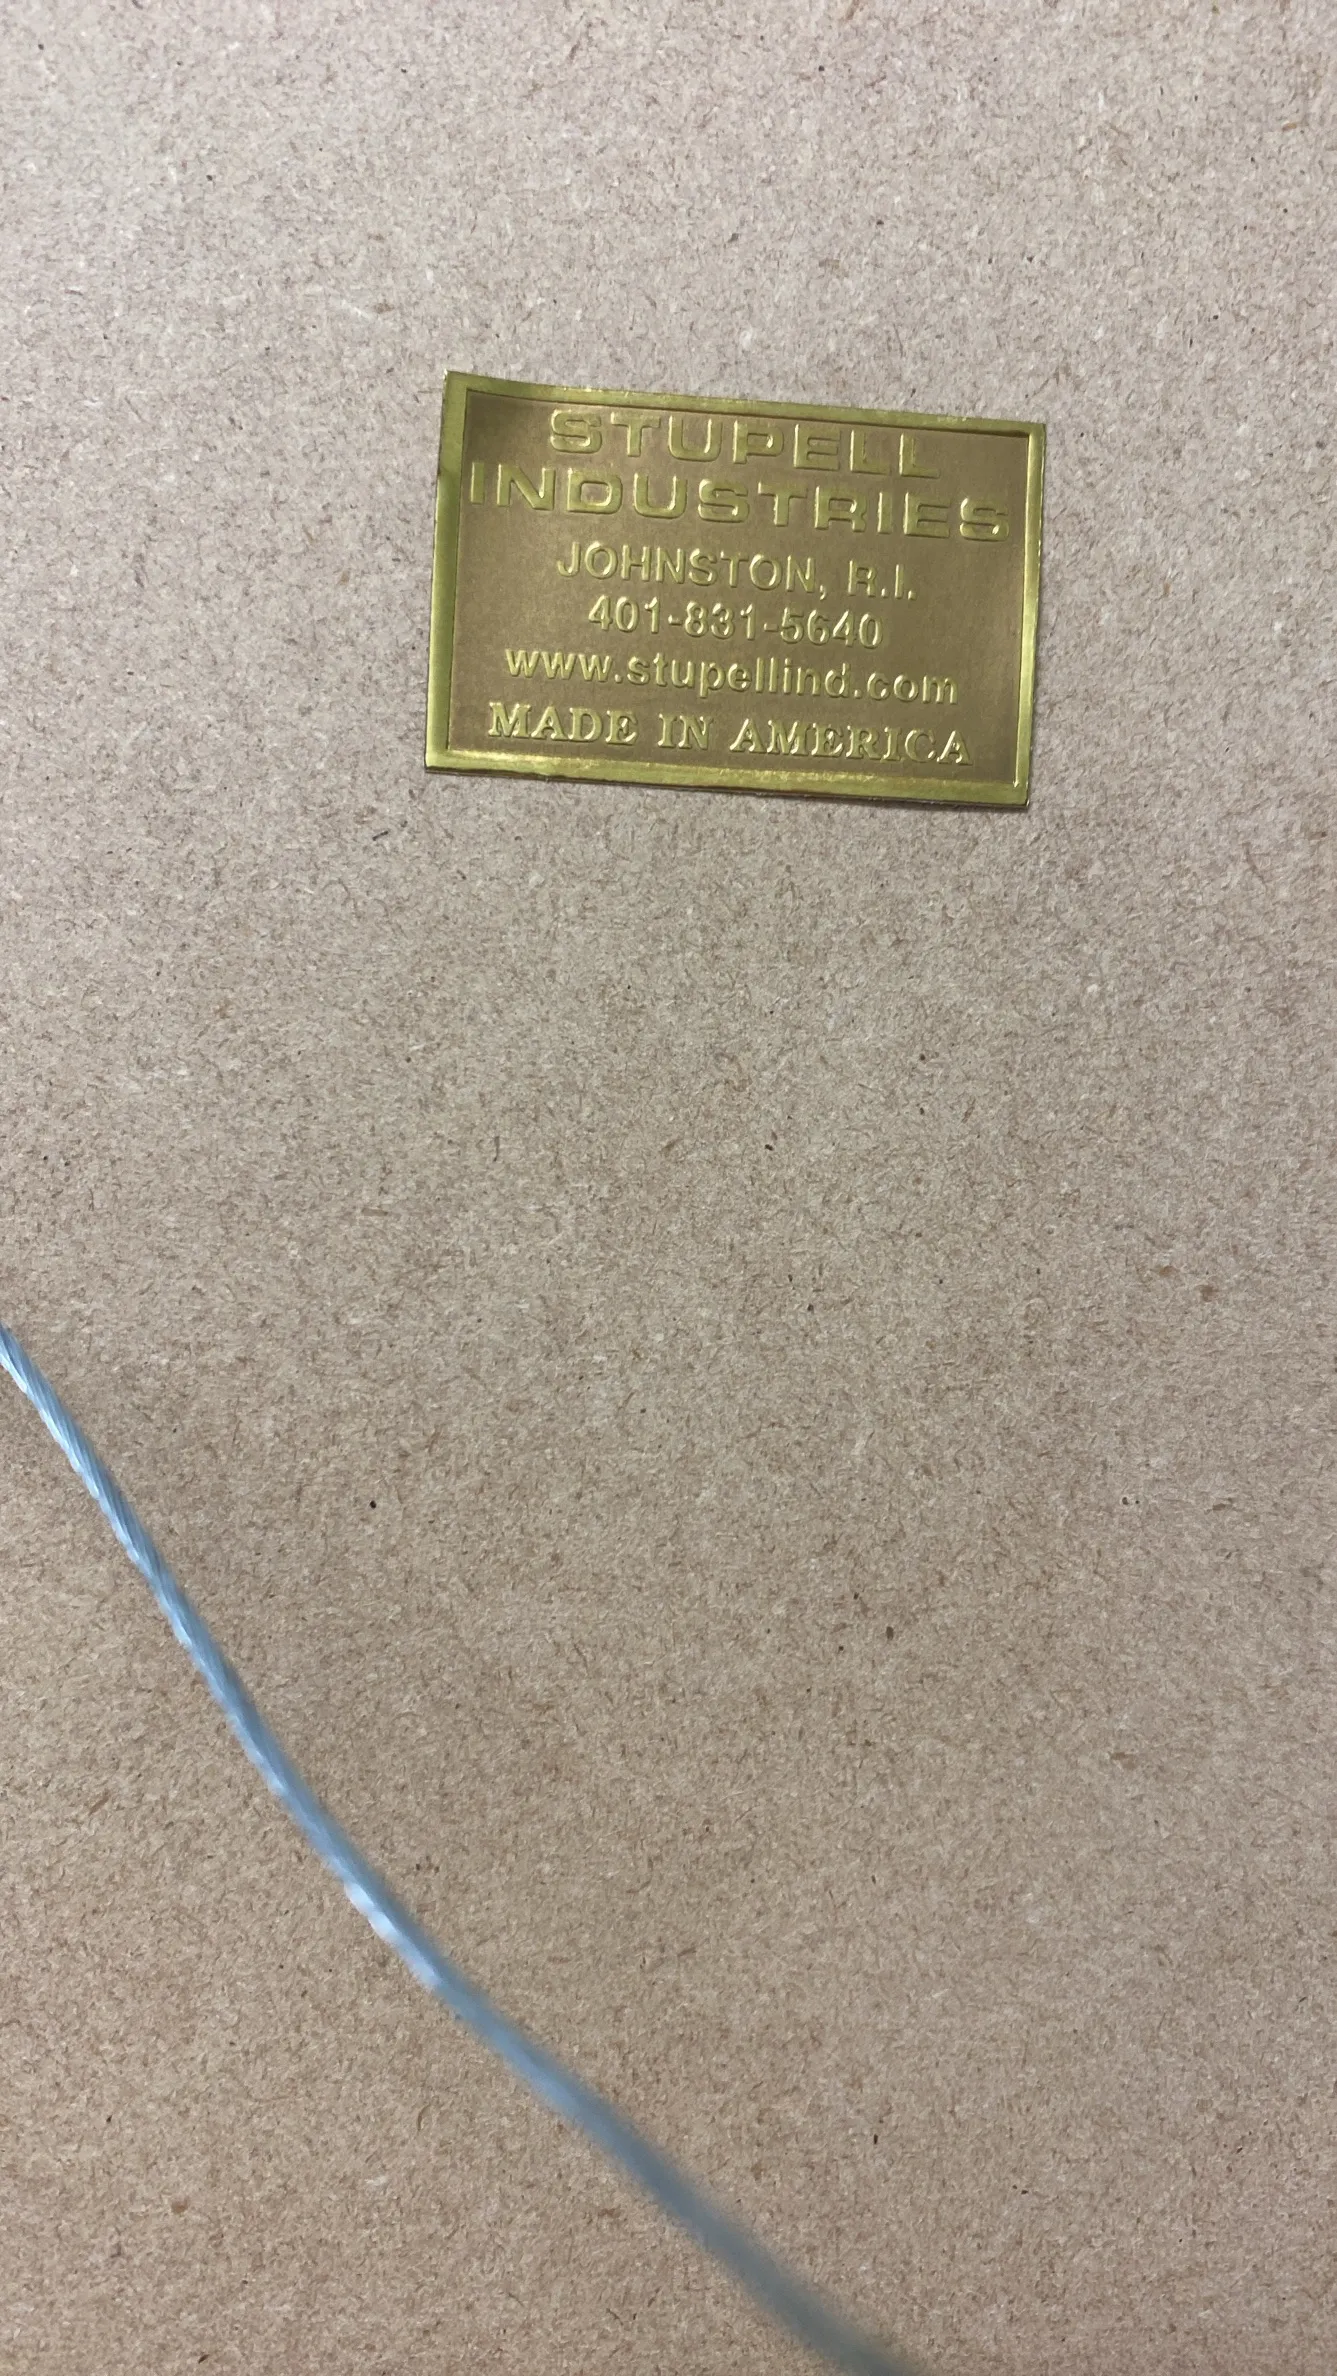 STUPELL
INDUSTRIES
JOHNSTON, R.I.
401-831-5640
www.stupellind.com
MADE IN AMERICA